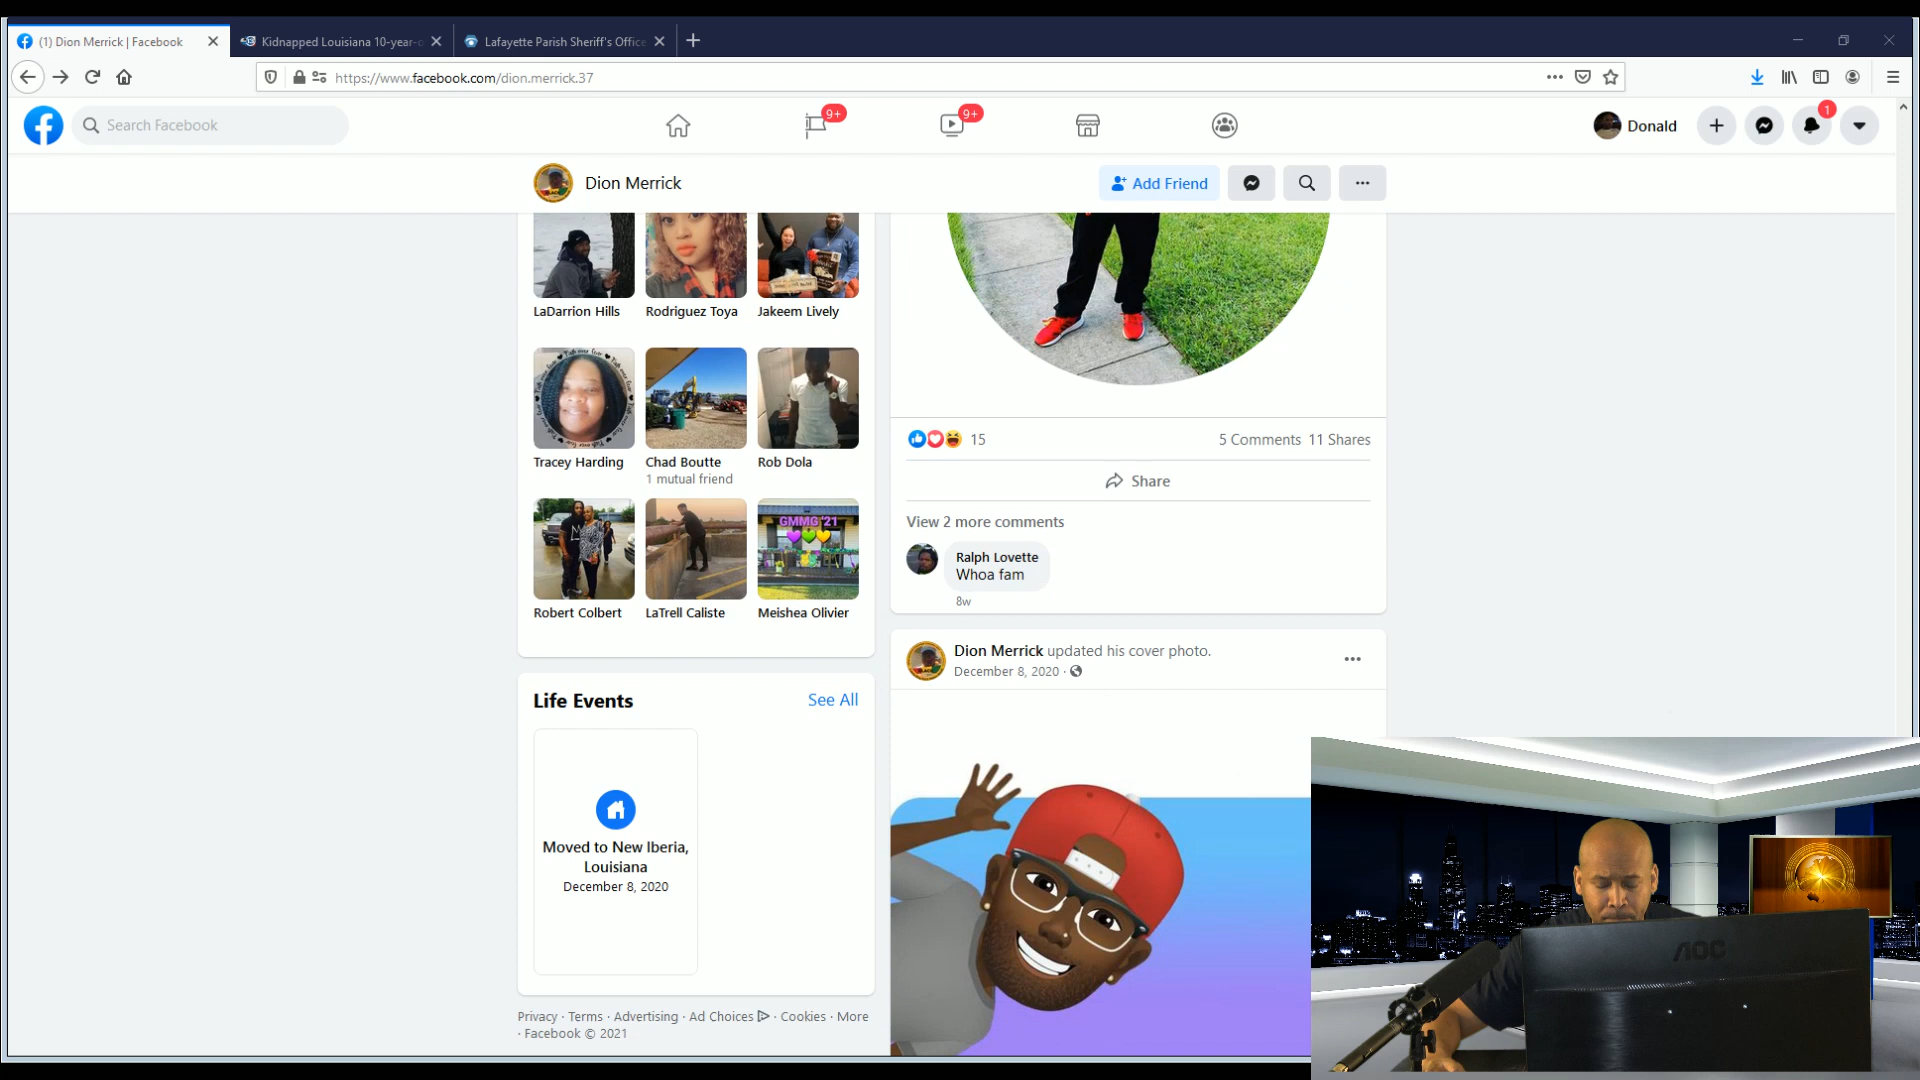 (1) Dion Merrick | Facebook
Kidnapped Louisiana 10-year-o
Lafayette Parish Sheriff's Office
https://www.facebook.com/dion.merrick.37
Search Facebook
9+
9+
Donald
1
Dion Merrick
Add Friend
LaDarrion Hills
Rodriguez Toya
Jakeem Lively
Tracey Harding
Chad Boutte
1 mutual friend
Rob Dola
GMMG '21
Robert Colbert
LaTrell Caliste
Meishea Olivier
Life Events
See All
Moved to New Iberia,
Louisiana
December 8, 2020
Privacy · Terms · Advertising · Ad Choices · Cookies · More
· Facebook © 2021
15
5 Comments 11 Shares
Share
View 2 more comments
Ralph Lovette
Whoa fam
8w
Dion Merrick updated his cover photo.
December 8, 2020 ·
AOC